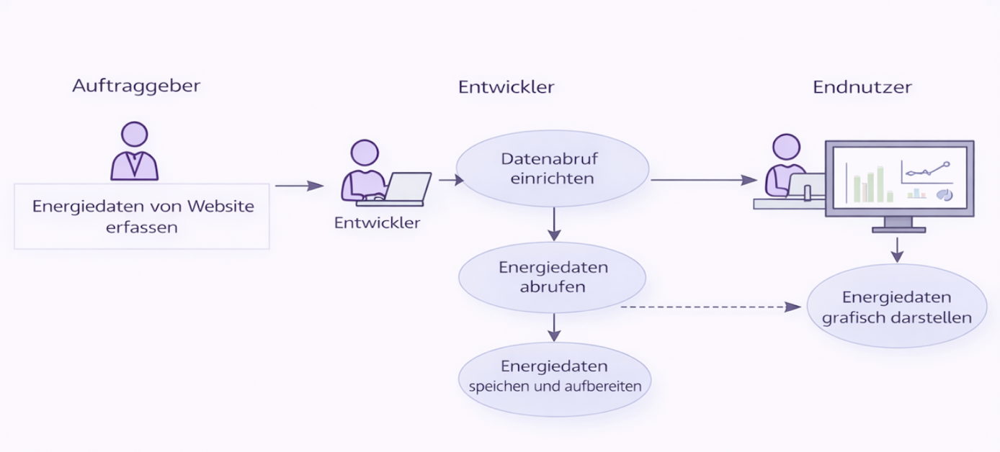 Auftraggeber
Entwickler
Endnutzer
Energiedaten von Website
erfassen
Entwickler
Datenabruf
einrichten
Energiedaten
abrufen
Energiedaten
speichen und aufbereiten
Energiedaten
grafisch darstellen